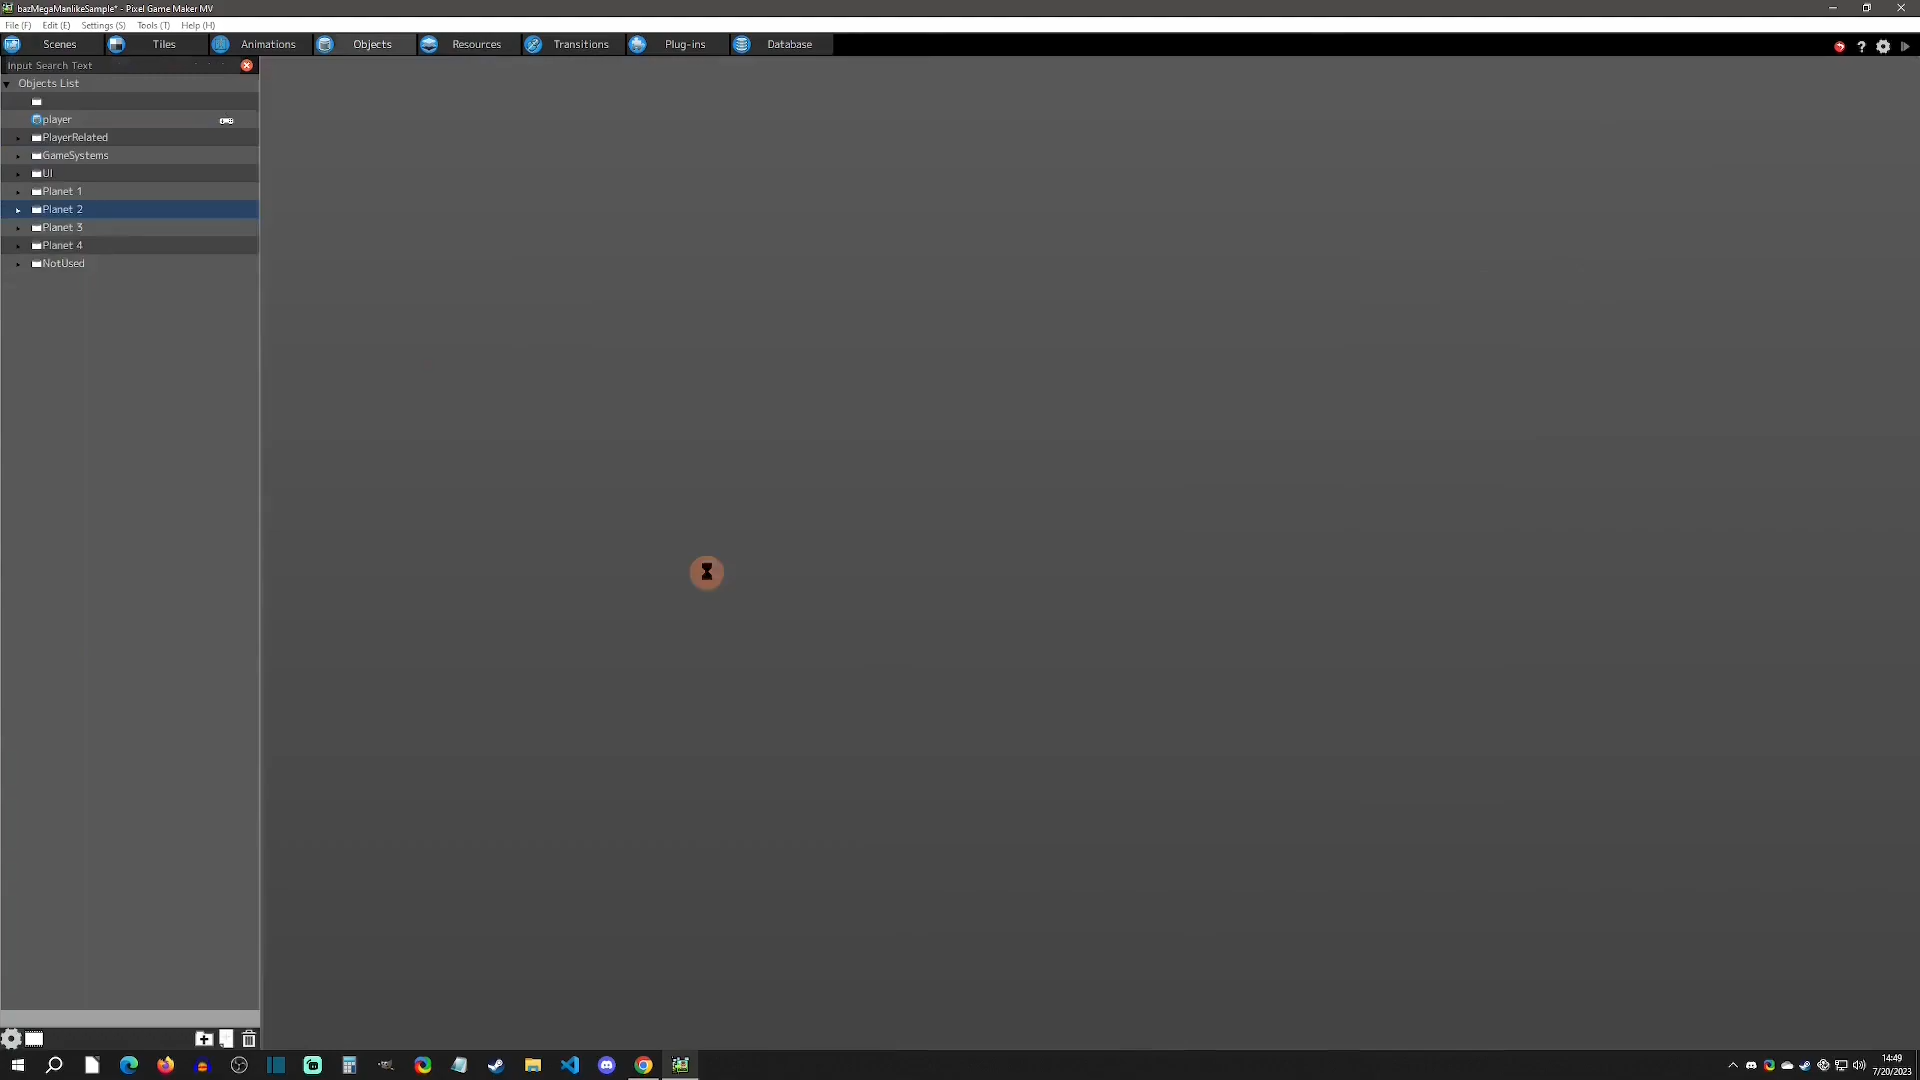 bazMegaManlikeSample* - Pixel Game Maker MV
File (F) Edit (E) Settings (S) Tools (T) Help (H)
Scenes Tiles Animations Objects Resources Transitions Plug-ins Database
Input Search Text
Objects List
player
PlayerRelated
GameSystems
UI
Planet 1
Planet 2
Planet 3
Planet 4
NotUsed
14:49
7/20/2023